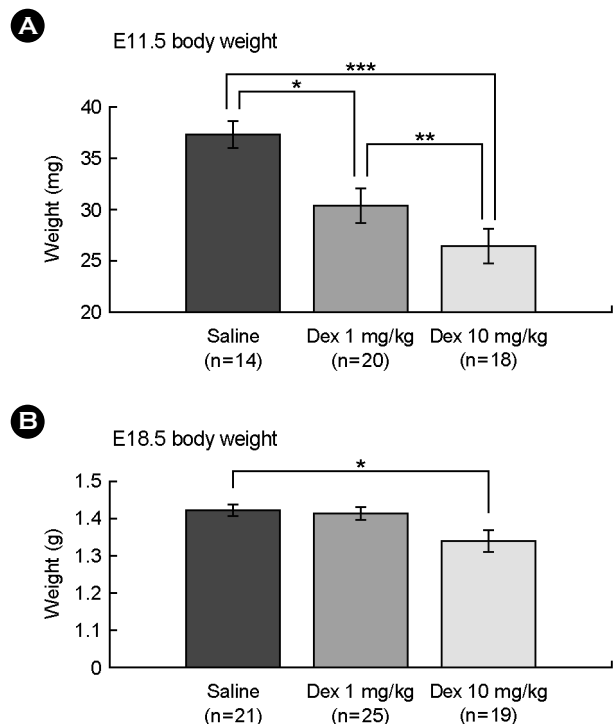 A
E11.5 body weight
***
*
**
40
35
30
25
20
Weight (mg)
Saline Dex 1 mg/kg Dex 10 mg/kg
(n=14) (n=20) (n=18)
B
E18.5 body weight
*
1.5
1.4
1.3
1.2
1.1
0
Weight (g)
Saline Dex 1 mg/kg Dex 10 mg/kg
(n=21) (n=25) (n=19)